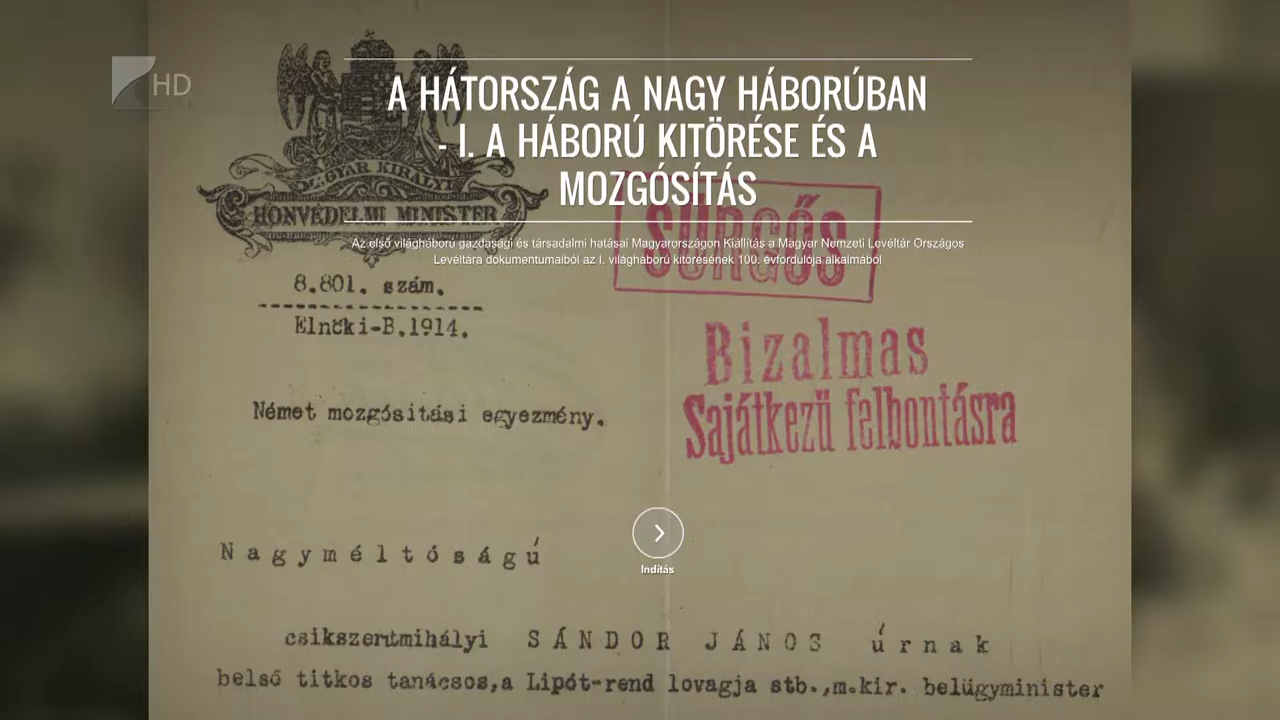 HD
A HÁTORSZÁG A NAGY HÁBORÚBAN
- I. A HÁBORÚ KITÖRÉSE ÉS A
MOZGÓSÍTÁS
Az első világháború gazdasági és társadalmi hatásai Magyarországon Kiállítás a Magyar Nemzeti Levéltár Országos
Levéltára dokumentumaiból az I. világháború kitörésének 100. évfordulója alkalmából
KIRÁLYI
HONVÉDELMI MINISTER
SÜRGŐS
8.801. szám.
Elnöki-B.1914.
Bizalmas
Sajátkezü felbontásra
Német mozgósitási egyezmény.
Nagyméltóságú
Indítás
csikszentmihályi SÁNDOR JÁNOS úrnak
belső titkos tanácsos,a Lipót-rend lovagja stb.,m.kir. belügyminister